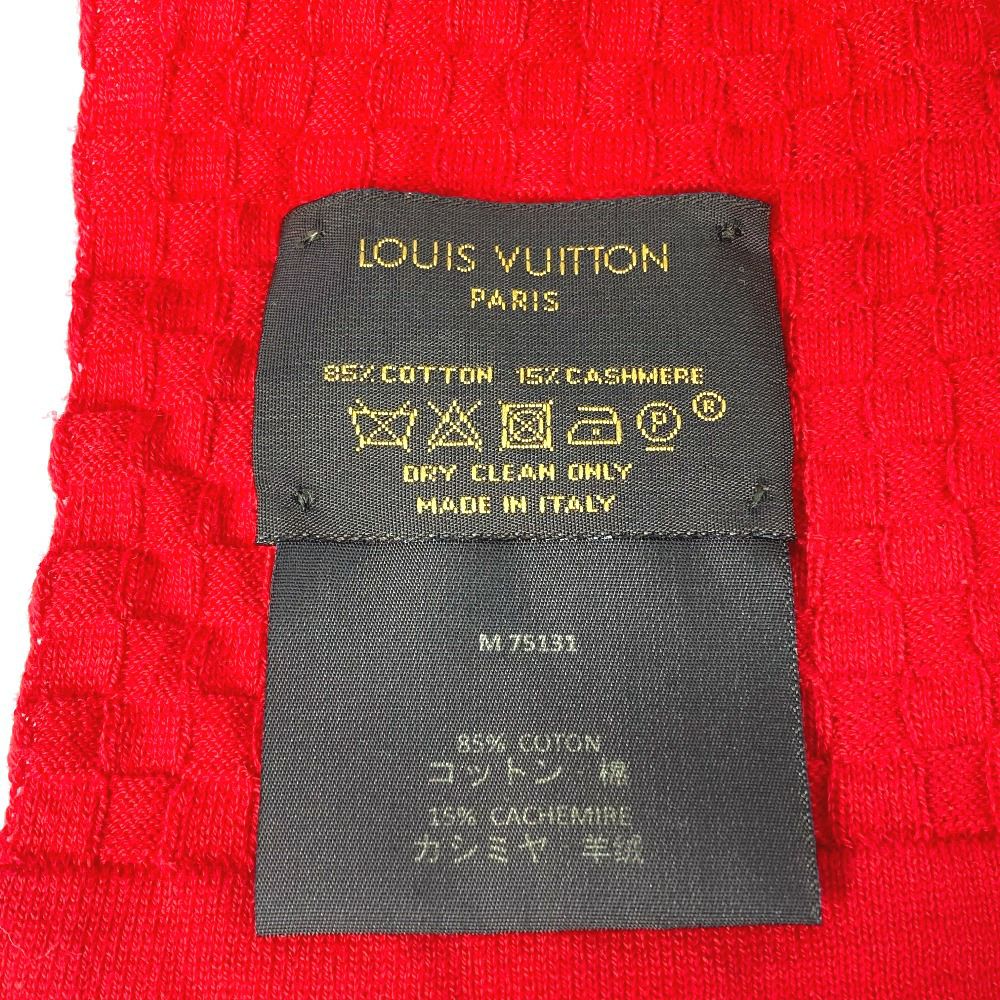 LOUIS VUITTON
PARIS
85% COTTON 15% CASHMERE
P ®
DRY CLEAN ONLY
MADE IN ITALY
M 75131
85% COTON
コットン・棉
15% CACHEMIRE
カシミヤ 羊绒